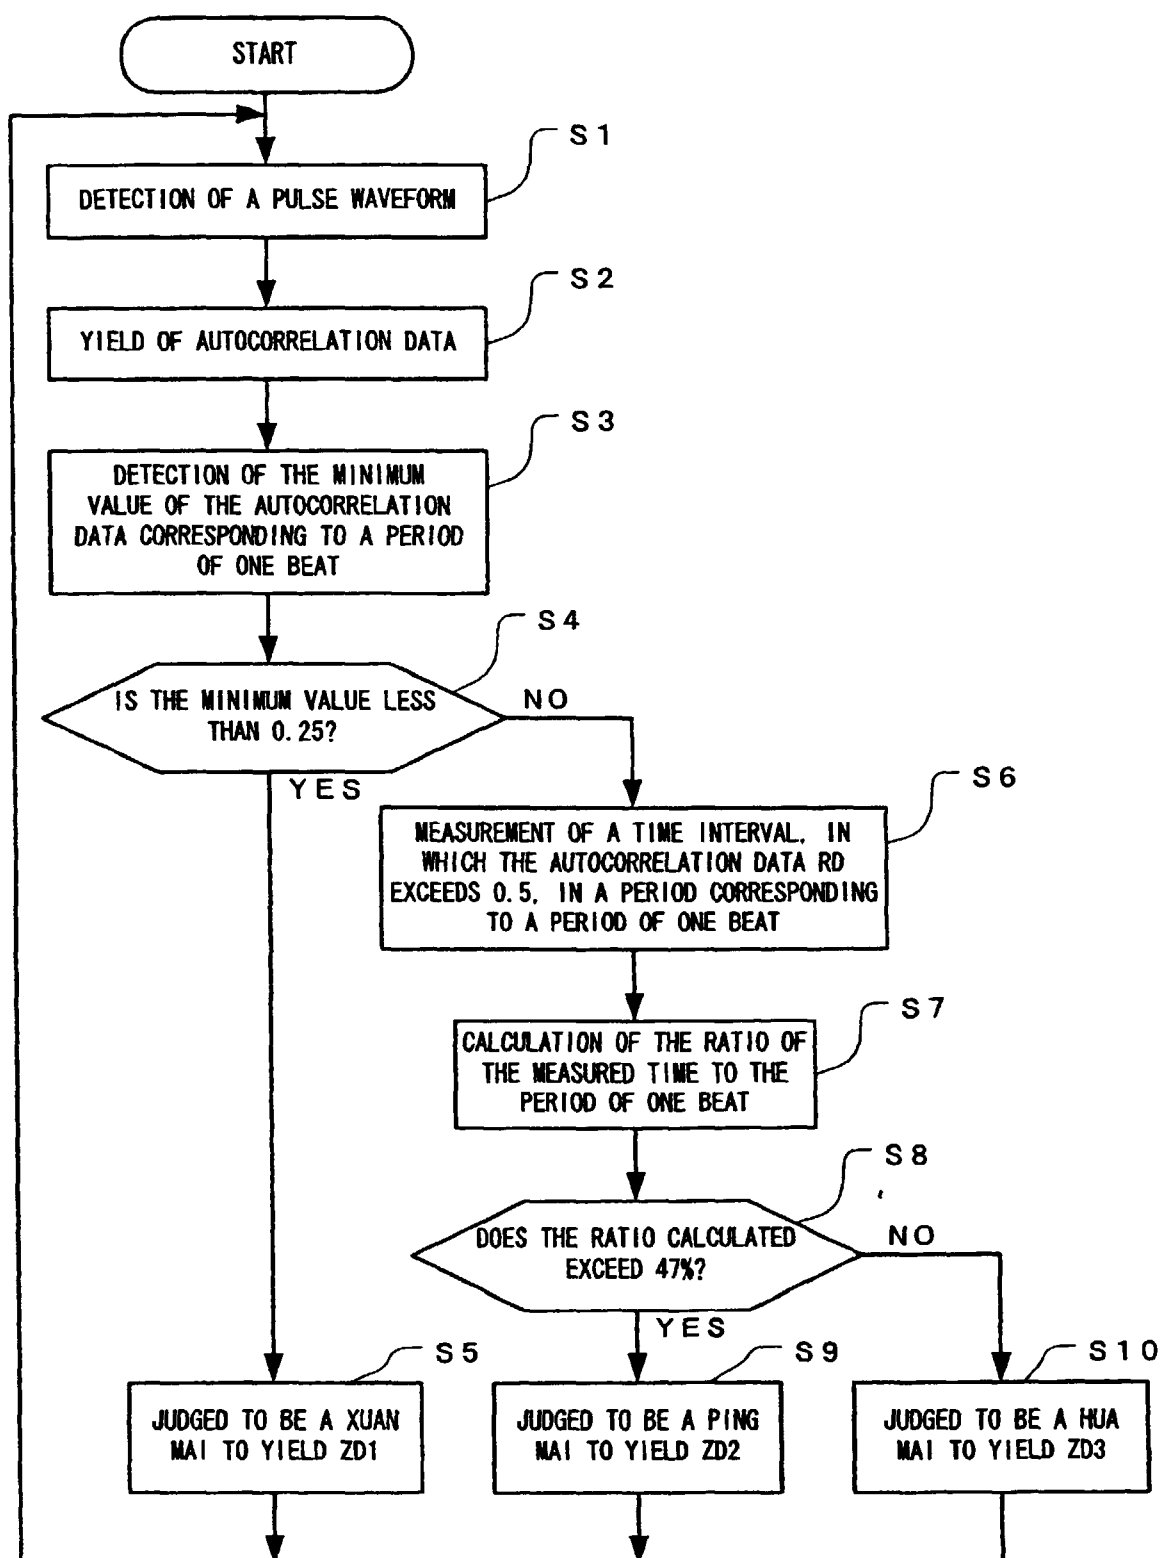 START
S1
DETECTION OF A PULSE WAVEFORM
S2
YIELD OF AUTOCORRELATION DATA
S3
DETECTION OF THE MINIMUM
VALUE OF THE AUTOCORRELATION
DATA CORRESPONDING TO A PERIOD
OF ONE BEAT
S4
IS THE MINIMUM VALUE LESS
THAN 0.25?
NO
YES
S6
MEASUREMENT OF A TIME INTERVAL, IN
WHICH THE AUTOCORRELATION DATA RD
EXCEEDS 0.5, IN A PERIOD CORRESPONDING
TO A PERIOD OF ONE BEAT
S7
CALCULATION OF THE RATIO OF
THE MEASURED TIME TO THE
PERIOD OF ONE BEAT
S8
DOES THE RATIO CALCULATED
EXCEED 47%?
NO
YES
S5
JUDGED TO BE A XUAN
MAI TO YIELD ZD1
S9
JUDGED TO BE A PING
MAI TO YIELD ZD2
S10
JUDGED TO BE A HUA
MAI TO YIELD ZD3